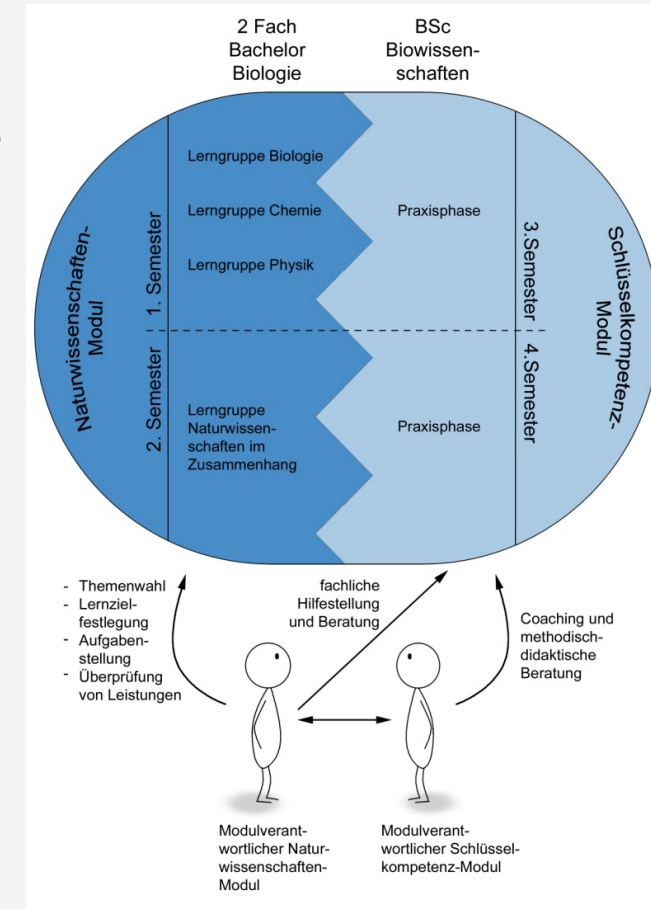 2 Fach
Bachelor
Biologie
BSc
Biowissen-
schaften
Naturwissenschaften-
Modul
1. Semester
2. Semester
Lerngruppe Biologie
Lerngruppe Chemie
Lerngruppe Physik
Lerngruppe
Naturwissen-
schaften im
Zusammenhang
Praxisphase
Praxisphase
3.Semester
4.Semester
Schlüsselkompetenz-
Modul
- Themenwahl
- Lernziel-
festlegung
- Aufgaben-
stellung
- Überprüfung
von Leistungen
fachliche
Hilfestellung
und Beratung
Coaching und
methodisch-
didaktische
Beratung
Modulverant-
wortlicher Natur-
wissenschaften-
Modul
Modulverant-
wortlicher Schlüssel-
kompetenz-Modul